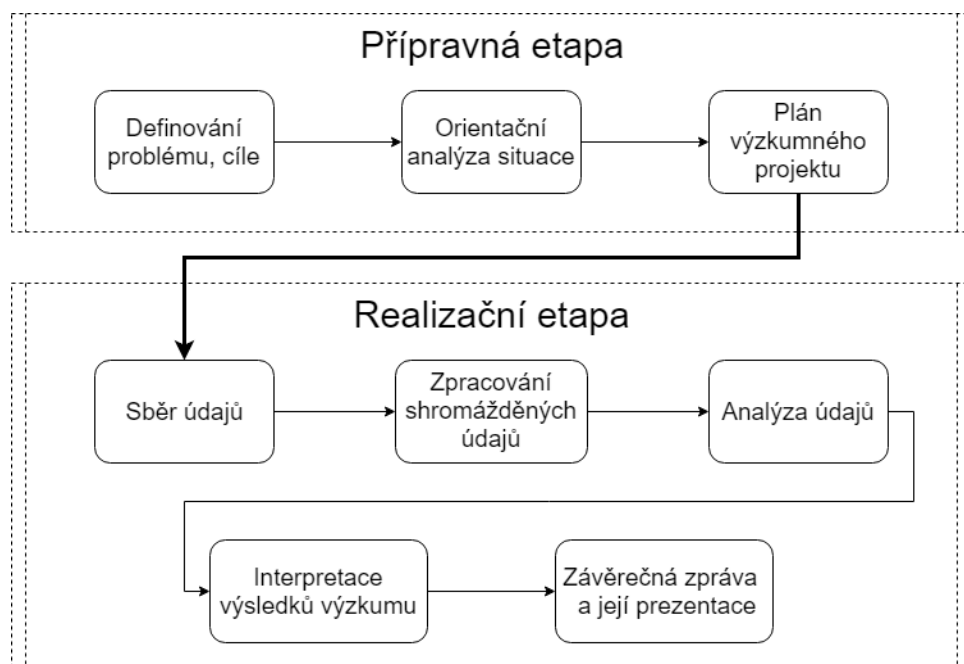 Přípravná etapa
Definování
problému, cíle
Orientační
analýza situace
Plán
výzkumného
projektu
Realizační etapa
Sběr údajů
Zpracování
shromážděných
údajů
Analýza údajů
Interpretace
výsledků výzkumu
Závěrečná zpráva
a její prezentace